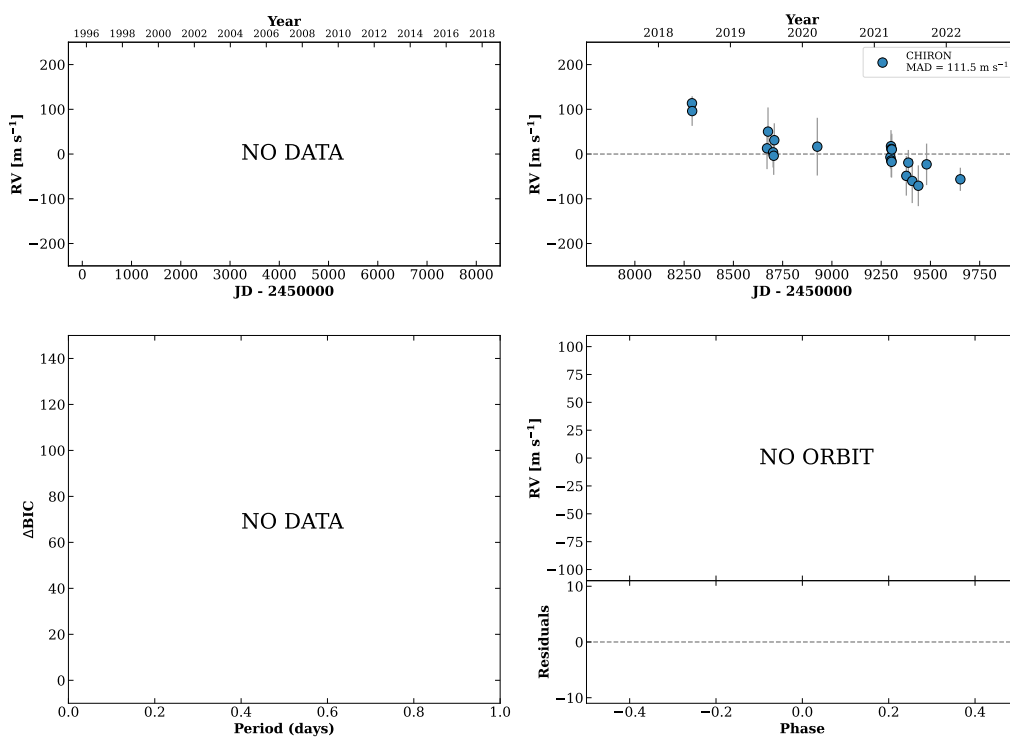 Year
1996 1998 2000 2002 2004 2006 2008 2010 2012 2014 2016 2018
200
100
0
−100
−200
RV [m s⁻¹]
NO DATA
0 1000 2000 3000 4000 5000 6000 7000 8000
JD - 2450000
Year
2018 2019 2020 2021 2022
CHIRON
MAD = 111.5 m s⁻¹
200
100
0
−100
−200
RV [m s⁻¹]
8000 8250 8500 8750 9000 9250 9500 9750
JD - 2450000
140
120
100
80
60
40
20
0
ΔBIC
NO DATA
0.0 0.2 0.4 0.6 0.8 1.0
Period (days)
100
75
50
25
0
−25
−50
−75
−100
RV [m s⁻¹]
NO ORBIT
10
0
−10
Residuals
−0.4 −0.2 0.0 0.2 0.4
Phase